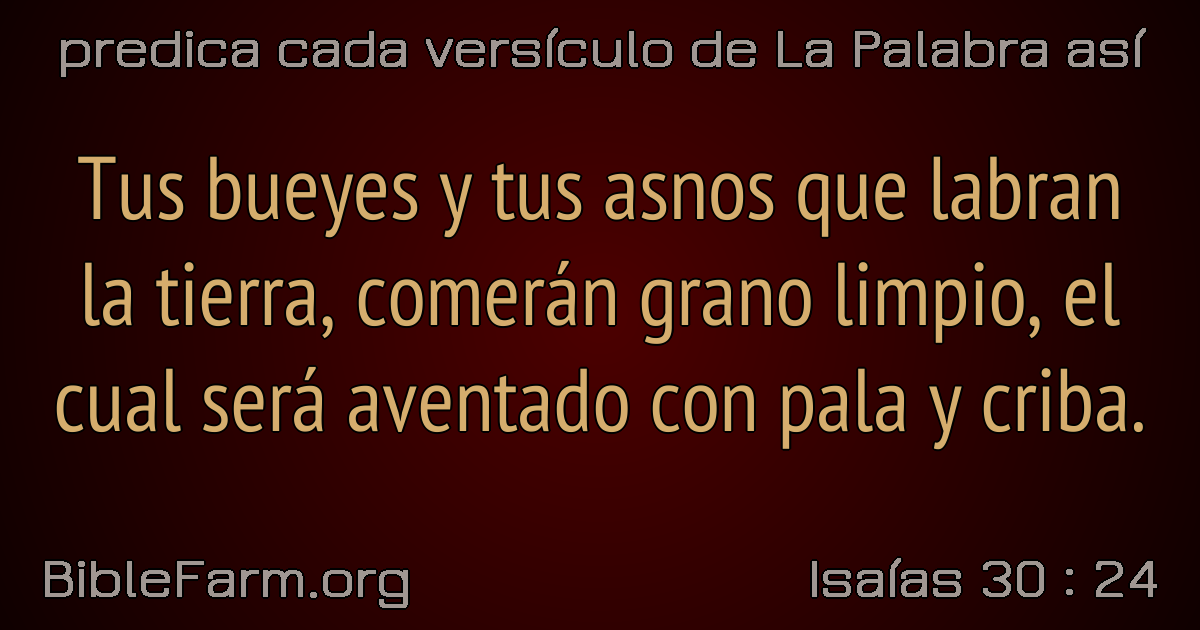 predica cada versículo de La Palabra así
Tus bueyes y tus asnos que labran
la tierra, comerán grano limpio, el
cual será aventado con pala y criba.
BibleFarm.org
Isaías 30 : 24